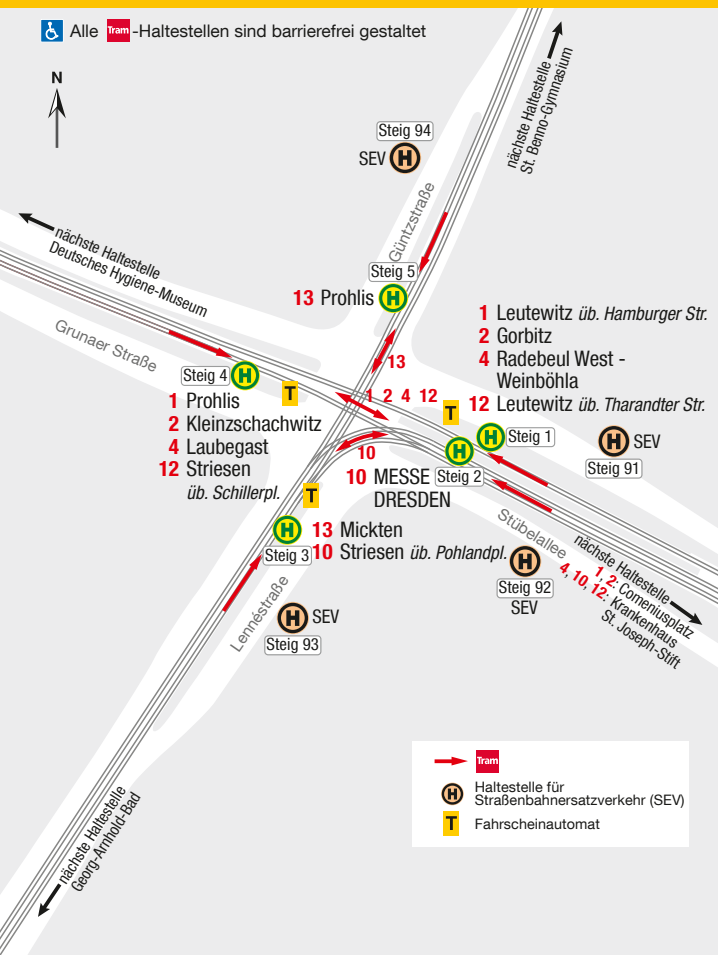 Alle Tram-Haltestellen sind barrierefrei gestaltet
N
nächste Haltestelle
St. Benno-Gymnasium
Steig 94
SEV H
Güntzstraße
nächste Haltestelle
Deutsches Hygiene-Museum
Steig 5
13 Prohlis H
Grunaer Straße
13
1 Leutewitz üb. Hamburger Str.
2 Gorbitz
4 Radebeul West -
Weinböhla
12 Leutewitz üb. Tharandter Str.
Steig 4 H
T
1 2 4 12
T
1 Prohlis
2 Kleinzschachwitz
4 Laubegast
12 Striesen
üb. Schillerpl.
H Steig 1
H SEV
Steig 91
10
H
Steig 2
10 MESSE
DRESDEN
T
Stübelallee
H
Steig 3
13 Mickten
10 Striesen üb. Pohlandpl.
H
Steig 92
SEV
nächste Haltestelle
1, 2: Comeniusplatz
4, 10, 12: Krankenhaus
St. Joseph-Stift
Lennéstraße
H SEV
Steig 93
nächste Haltestelle
Georg-Arnhold-Bad
Tram
H Haltestelle für
Straßenbahnersatzverkehr (SEV)
T Fahrscheinautomat